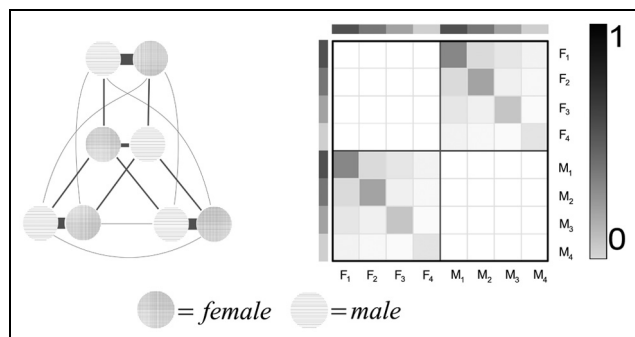 1
F1
F2
F3
F4
M1
M2
M3
M4
0
F1 F2 F3 F4 M1 M2 M3 M4
= female = male